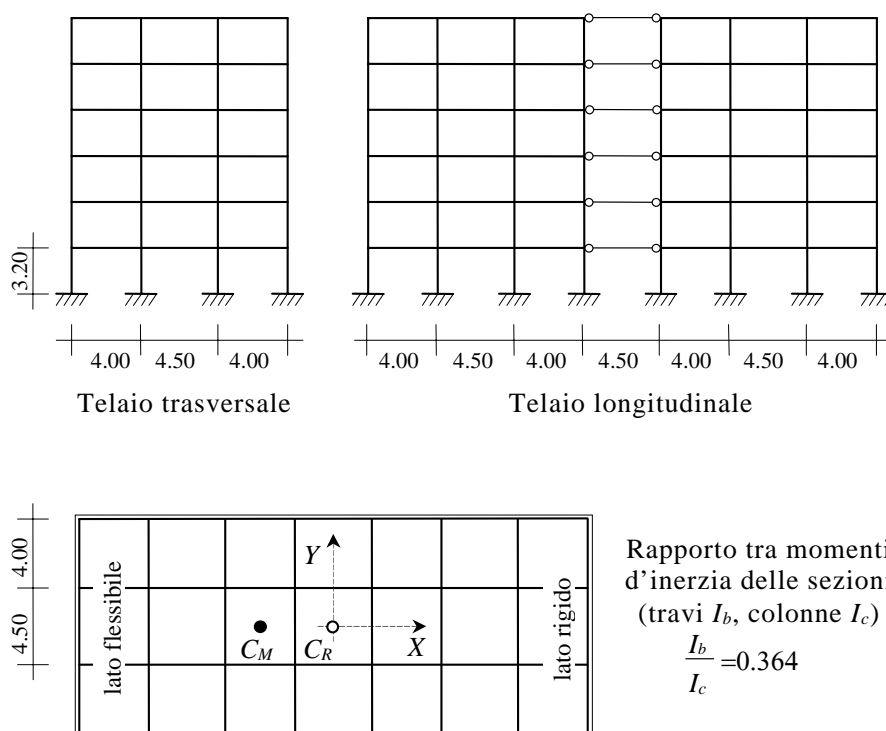 3.20
4.00 4.50 4.00
4.00 4.50 4.00 4.50 4.00 4.50 4.00
Telaio trasversale
Telaio longitudinale
4.00
4.50
lato flessibile
Y
C_M
C_R
X
lato rigido
Rapporto tra momenti
d'inerzia delle sezioni
(travi I_b, colonne I_c)
I_b
I_c
=0.364